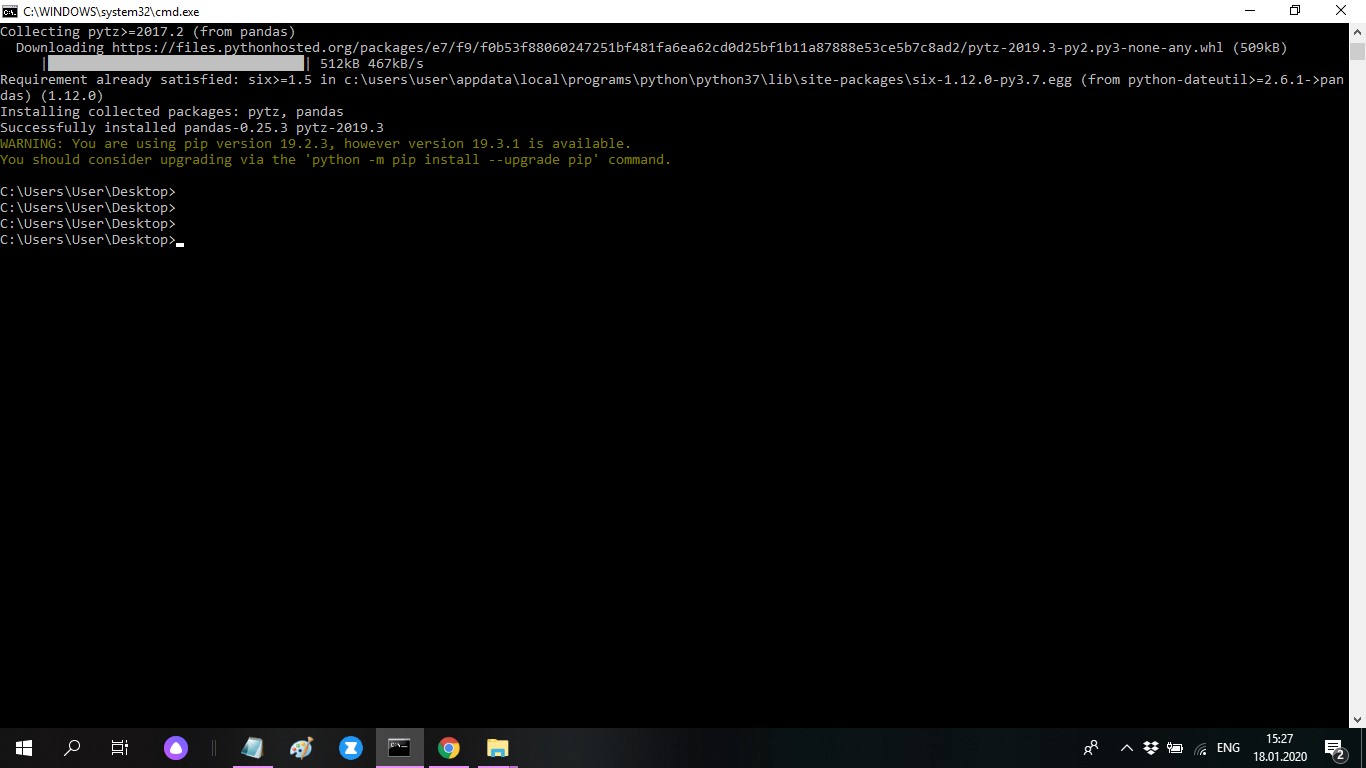 C:\WINDOWS\system32\cmd.exe
Collecting pytz>=2017.2 (from pandas)
  Downloading https://files.pythonhosted.org/packages/e7/f9/f0b53f88060247251bf481fa6ea62cd0d25bf1b11a87888e53ce5b7c8ad2/pytz-2019.3-py2.py3-none-any.whl (509kB)
     |████████████████████████████████| 512kB 467kB/s
Requirement already satisfied: six>=1.5 in c:\users\user\appdata\local\programs\python\python37\lib\site-packages\six-1.12.0-py3.7.egg (from python-dateutil>=2.6.1->pan
das) (1.12.0)
Installing collected packages: pytz, pandas
Successfully installed pandas-0.25.3 pytz-2019.3
WARNING: You are using pip version 19.2.3, however version 19.3.1 is available.
You should consider upgrading via the 'python -m pip install --upgrade pip' command.
C:\Users\User\Desktop>
C:\Users\User\Desktop>
C:\Users\User\Desktop>
C:\Users\User\Desktop>
ENG
15:27
18.01.2020
2